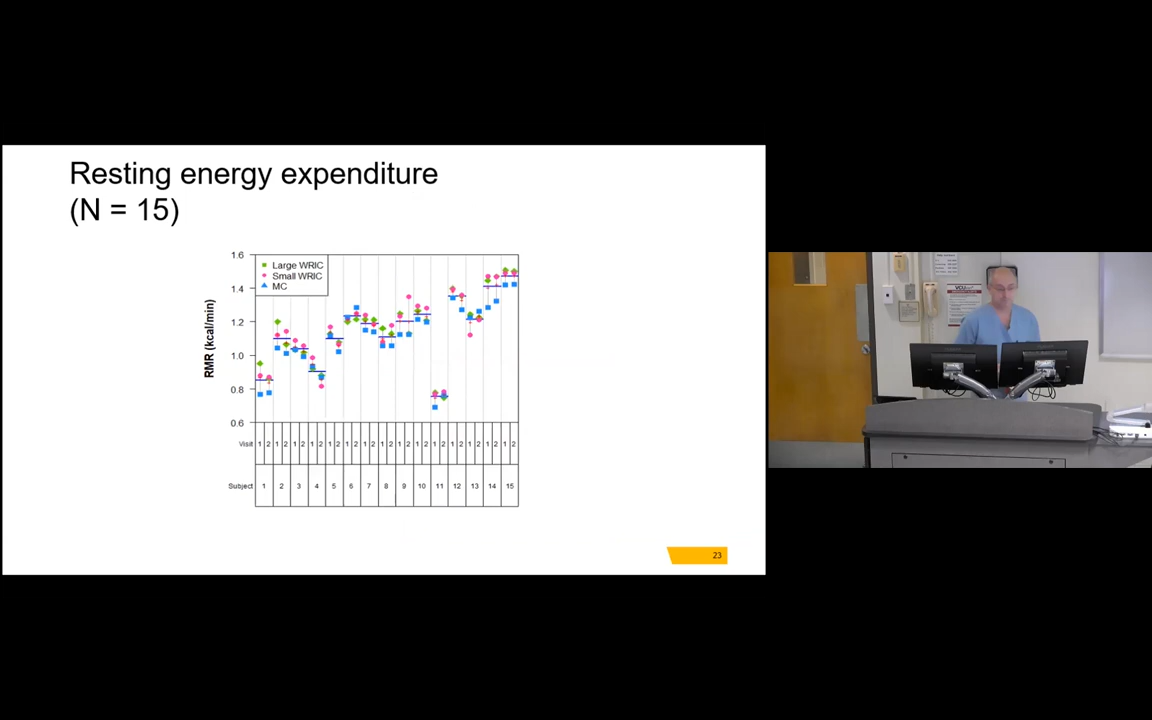 Resting energy expenditure
(N = 15)
1.6
1.4
1.2
1.0
0.8
0.6
RMR (kcal/min)
Large WRIC
Small WRIC
MC
Visit 1 2 1 2 1 2 1 2 1 2 1 2 1 2 1 2 1 2 1 2 1 2 1 2 1 2 1 2 1 2
Subject 1 2 3 4 5 6 7 8 9 10 11 12 13 14 15
23
VCU